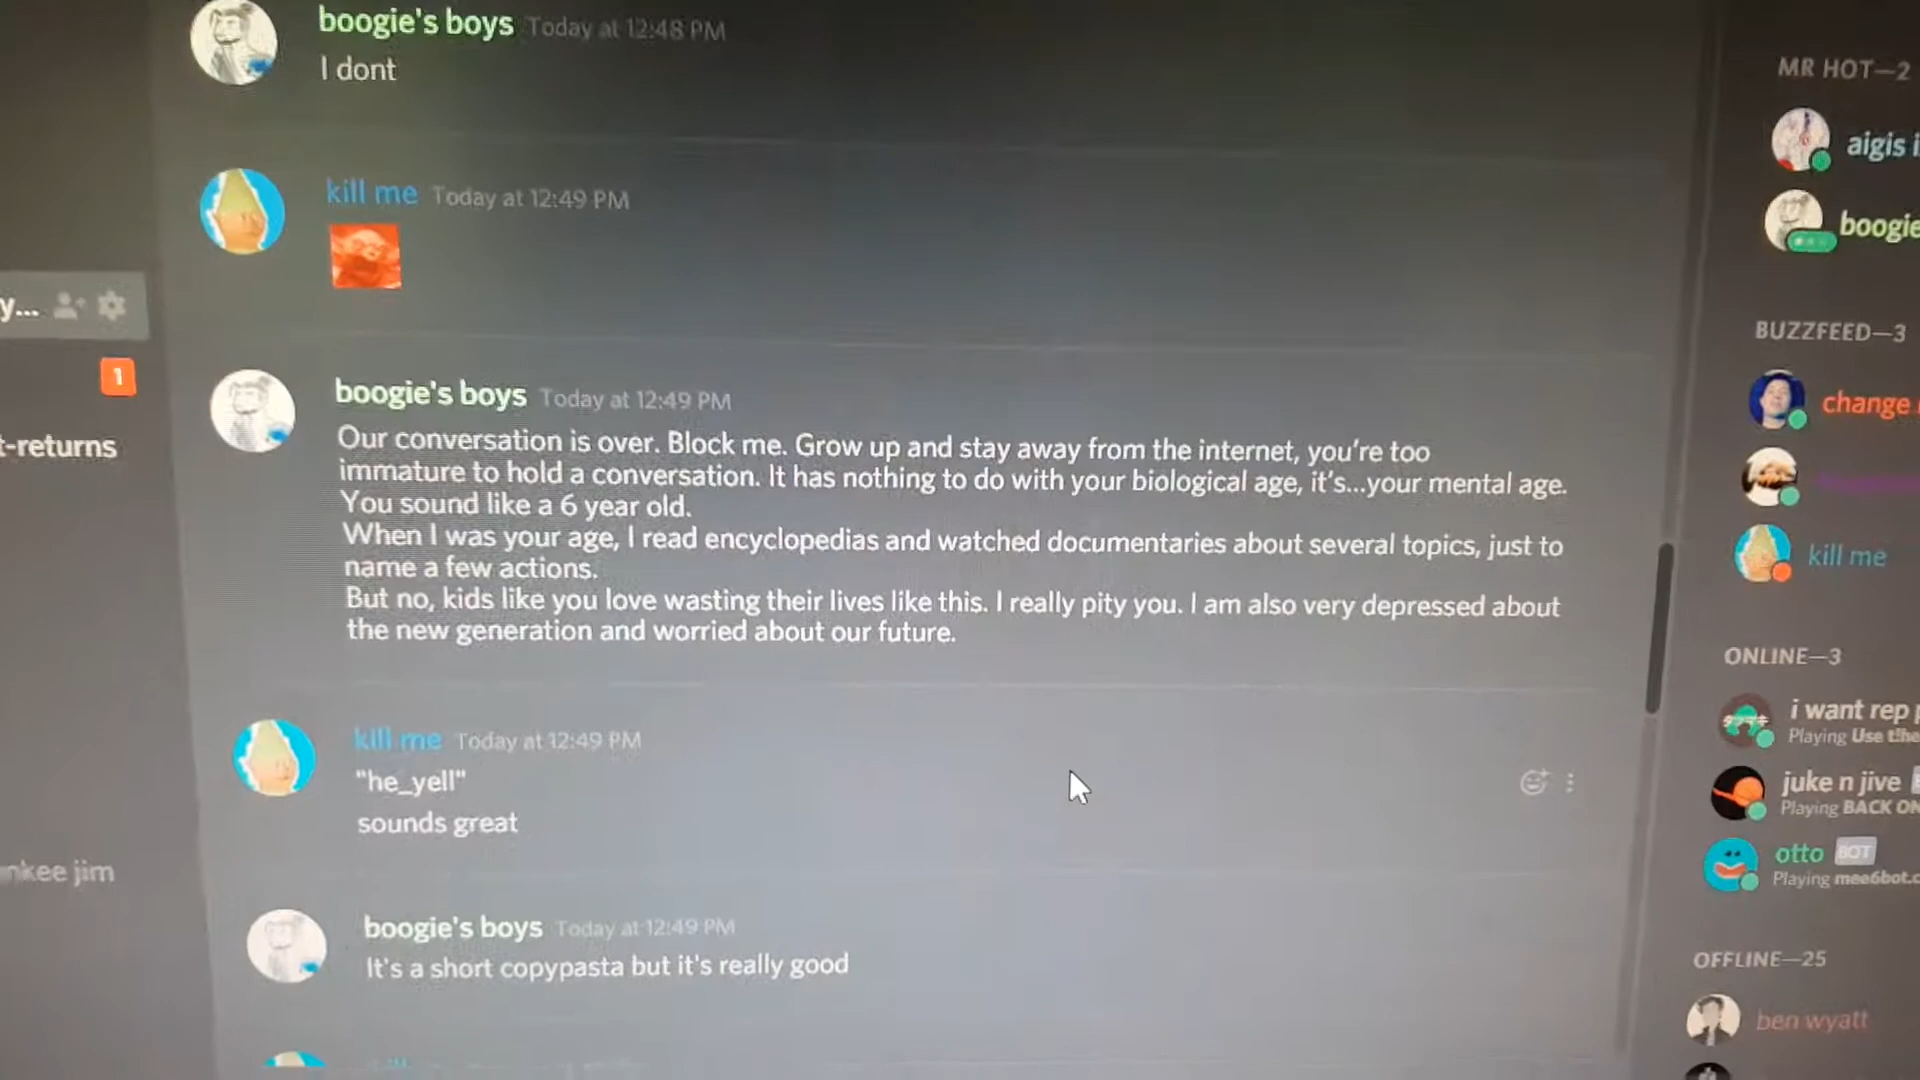 boogie's boys Today at 12:48 PM
I dont
kill me Today at 12:49 PM
boogie's boys Today at 12:49 PM
Our conversation is over. Block me. Grow up and stay away from the internet, you're too
immature to hold a conversation. It has nothing to do with your biological age, it's...your mental age.
You sound like a 6 year old.
When I was your age, I read encyclopedias and watched documentaries about several topics, just to
name a few actions.
But no, kids like you love wasting their lives like this. I really pity you. I am also very depressed about
the new generation and worried about our future.
kill me Today at 12:49 PM
"he_yell"
sounds great
boogie's boys Today at 12:49 PM
It's a short copypasta but it's really good
y...
1
t-returns
nkee jim
MR HOT—2
aigis i
boogie
BUZZFEED—3
change
kill me
ONLINE—3
i want rep p
Playing Use t!he
juke n jive
Playing BACK ON
otto BOT
Playing mee6bot.c
OFFLINE—25
ben wyatt